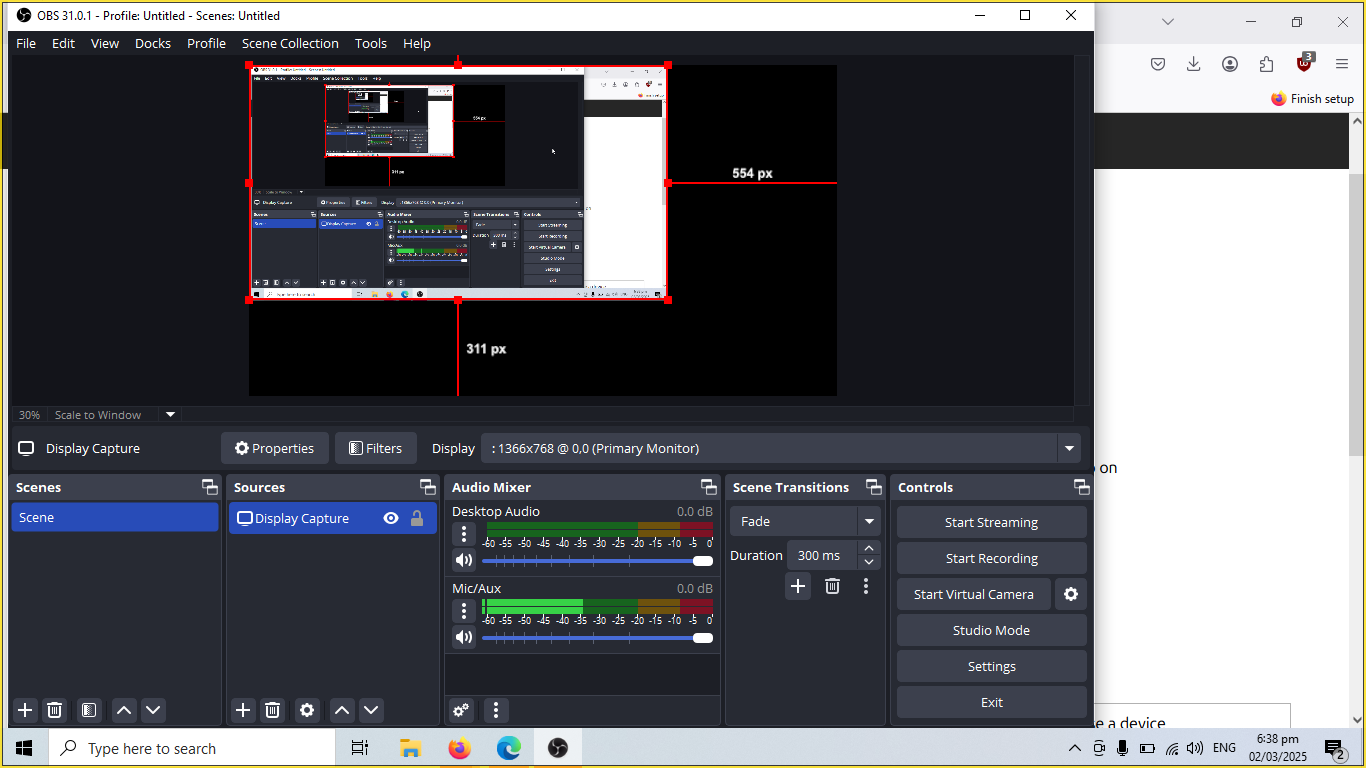 OBS 31.0.1 - Profile: Untitled - Scenes: Untitled
File Edit View Docks Profile Scene Collection Tools Help
3
Finish setup
554 px
311 px
554 px
311 px
30% Scale to Window
Display Capture Properties Filters Display : 1366x768 @ 0,0 (Primary Monitor)
on
Scenes
Scene
Sources
Display Capture
Audio Mixer
Desktop Audio 0.0 dB
-60 -55 -50 -45 -40 -35 -30 -25 -20 -15 -10 -5 0
Mic/Aux 0.0 dB
-60 -55 -50 -45 -40 -35 -30 -25 -20 -15 -10 -5 0
Scene Transitions
Fade
Duration 300 ms
Controls
Start Streaming
Start Recording
Start Virtual Camera
Studio Mode
Settings
Exit
a device
Type here to search
ENG
6:38 pm
02/03/2025
2